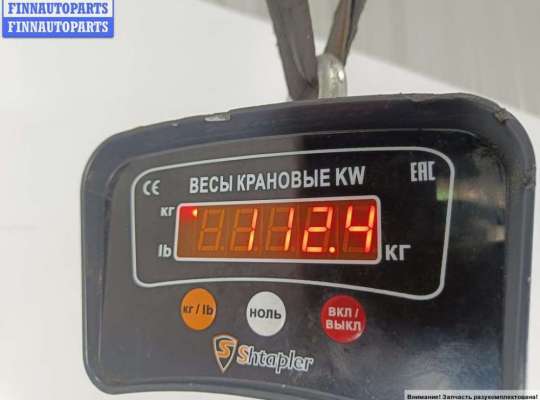 FINNAUTOPARTS
FINNAUTOPARTS
CE ВЕСЫ КРАНОВЫЕ KW EAC
кг
112.4
lb
КГ
кг / lb
НОЛЬ
ВКЛ /
ВЫКЛ
S Shtapler
Внимание! Запчасть разукомплектована!